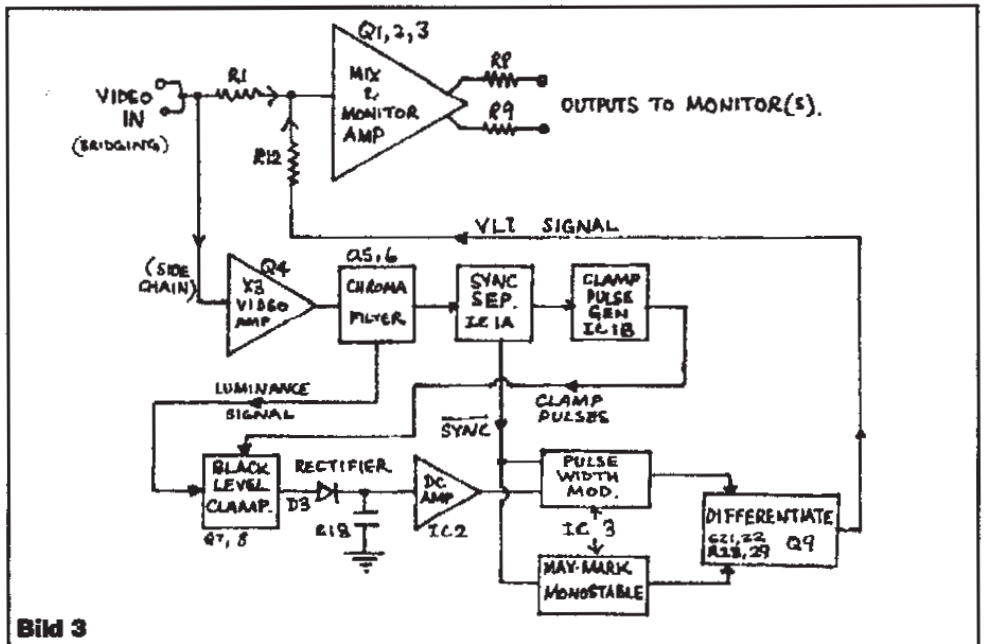 Q1, 2, 3
R1
MIX
&
MONITOR
AMP
R8
R9
VIDEO
IN
(BRIDGING)
OUTPUTS TO MONITOR(S).
R12
VLI SIGNAL
(SIDE
CHAIN)
Q4
X3
VIDEO
AMP
Q5, 6
CHROMA
FILTER
SYNC
SEP.
IC 1A
CLAMP
PULSE
GEN
IC 1B
LUMINANCE
SIGNAL
CLAMP
PULSES
SYNC
BLACK
LEVEL
CLAMP.
Q7, 8
RECTIFIER
D3
R18
DC
AMP
IC2
PULSE
WIDTH
MOD.
IC 3
MAY-MARK
MONOSTABLE
DIFFERENTIATE
C21, 22
R28, 29
Q9
Bild 3